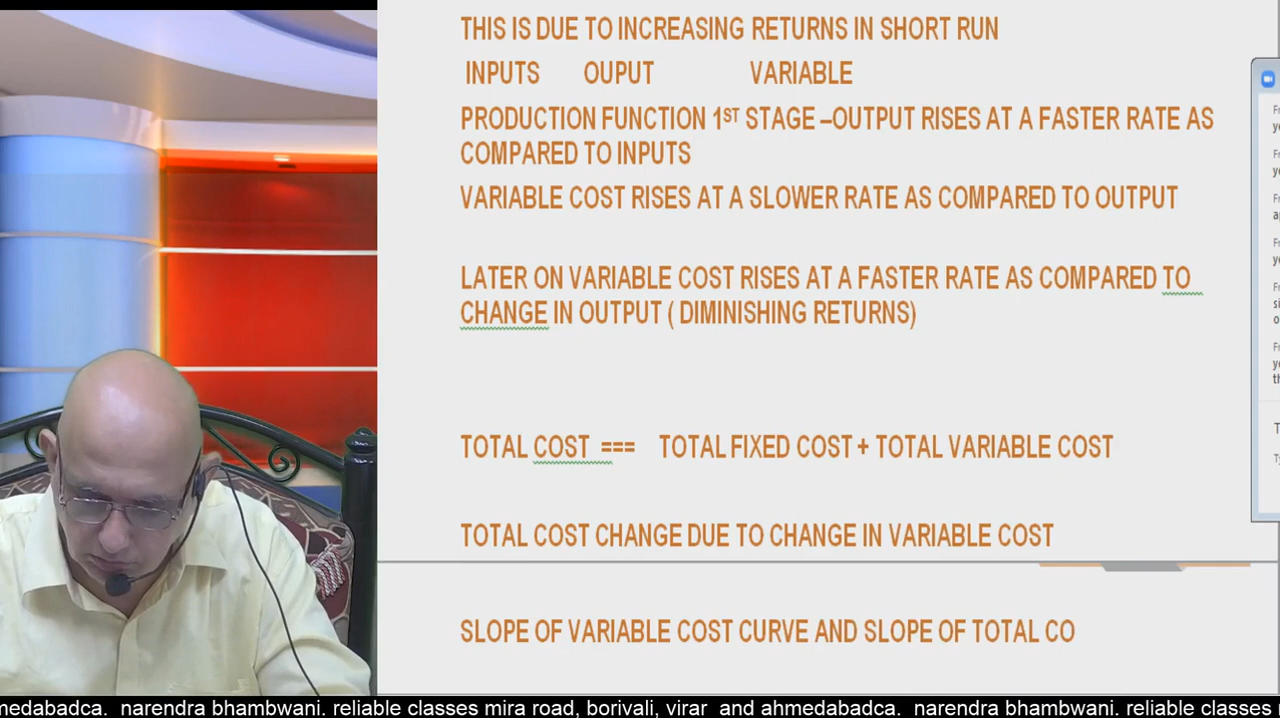 THIS IS DUE TO INCREASING RETURNS IN SHORT RUN
INPUTS OUPUT VARIABLE
PRODUCTION FUNCTION 1ST STAGE –OUTPUT RISES AT A FASTER RATE AS
COMPARED TO INPUTS
VARIABLE COST RISES AT A SLOWER RATE AS COMPARED TO OUTPUT
LATER ON VARIABLE COST RISES AT A FASTER RATE AS COMPARED TO
CHANGE IN OUTPUT ( DIMINISHING RETURNS)
TOTAL COST === TOTAL FIXED COST + TOTAL VARIABLE COST
TOTAL COST CHANGE DUE TO CHANGE IN VARIABLE COST
SLOPE OF VARIABLE COST CURVE AND SLOPE OF TOTAL CO
medabadca. narendra bhambwani. reliable classes mira road, borivali, virar and ahmedabadca. narendra bhambwani. reliable classes